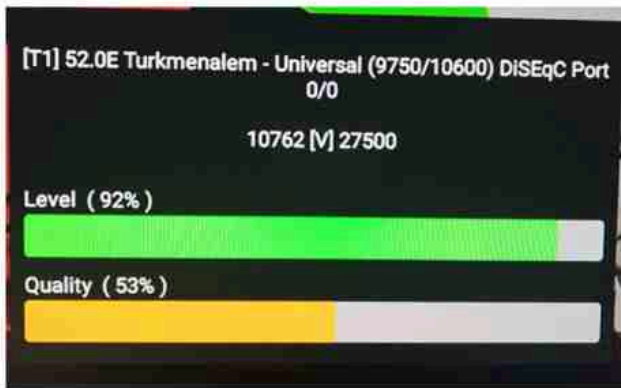 [T1] 52.0E Turkmenalem - Universal (9750/10600) DiSEqC Port
0/0
10762 [V] 27500
Level ( 92% )
Quality ( 53% )